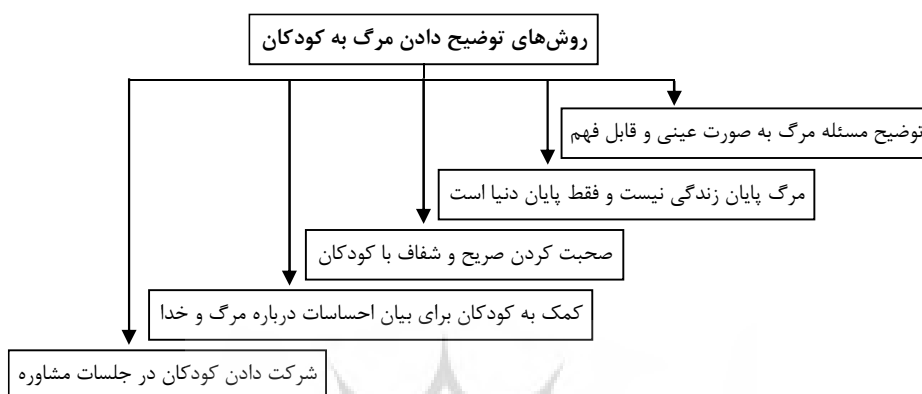 روش‌های توضیح دادن مرگ به کودکان
توضیح مسئله مرگ به صورت عینی و قابل فهم
مرگ پایان زندگی نیست و فقط پایان دنیا است
صحبت کردن صریح و شفاف با کودکان
کمک به کودکان برای بیان احساسات درباره مرگ و خدا
شرکت دادن کودکان در جلسات مشاوره